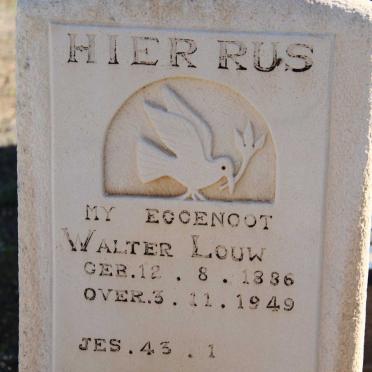 HIER RUS
MY EGGENOOT
WALTER LOUW
GEB.12.8.1886
OVER.3.11.1949
JES.43.1